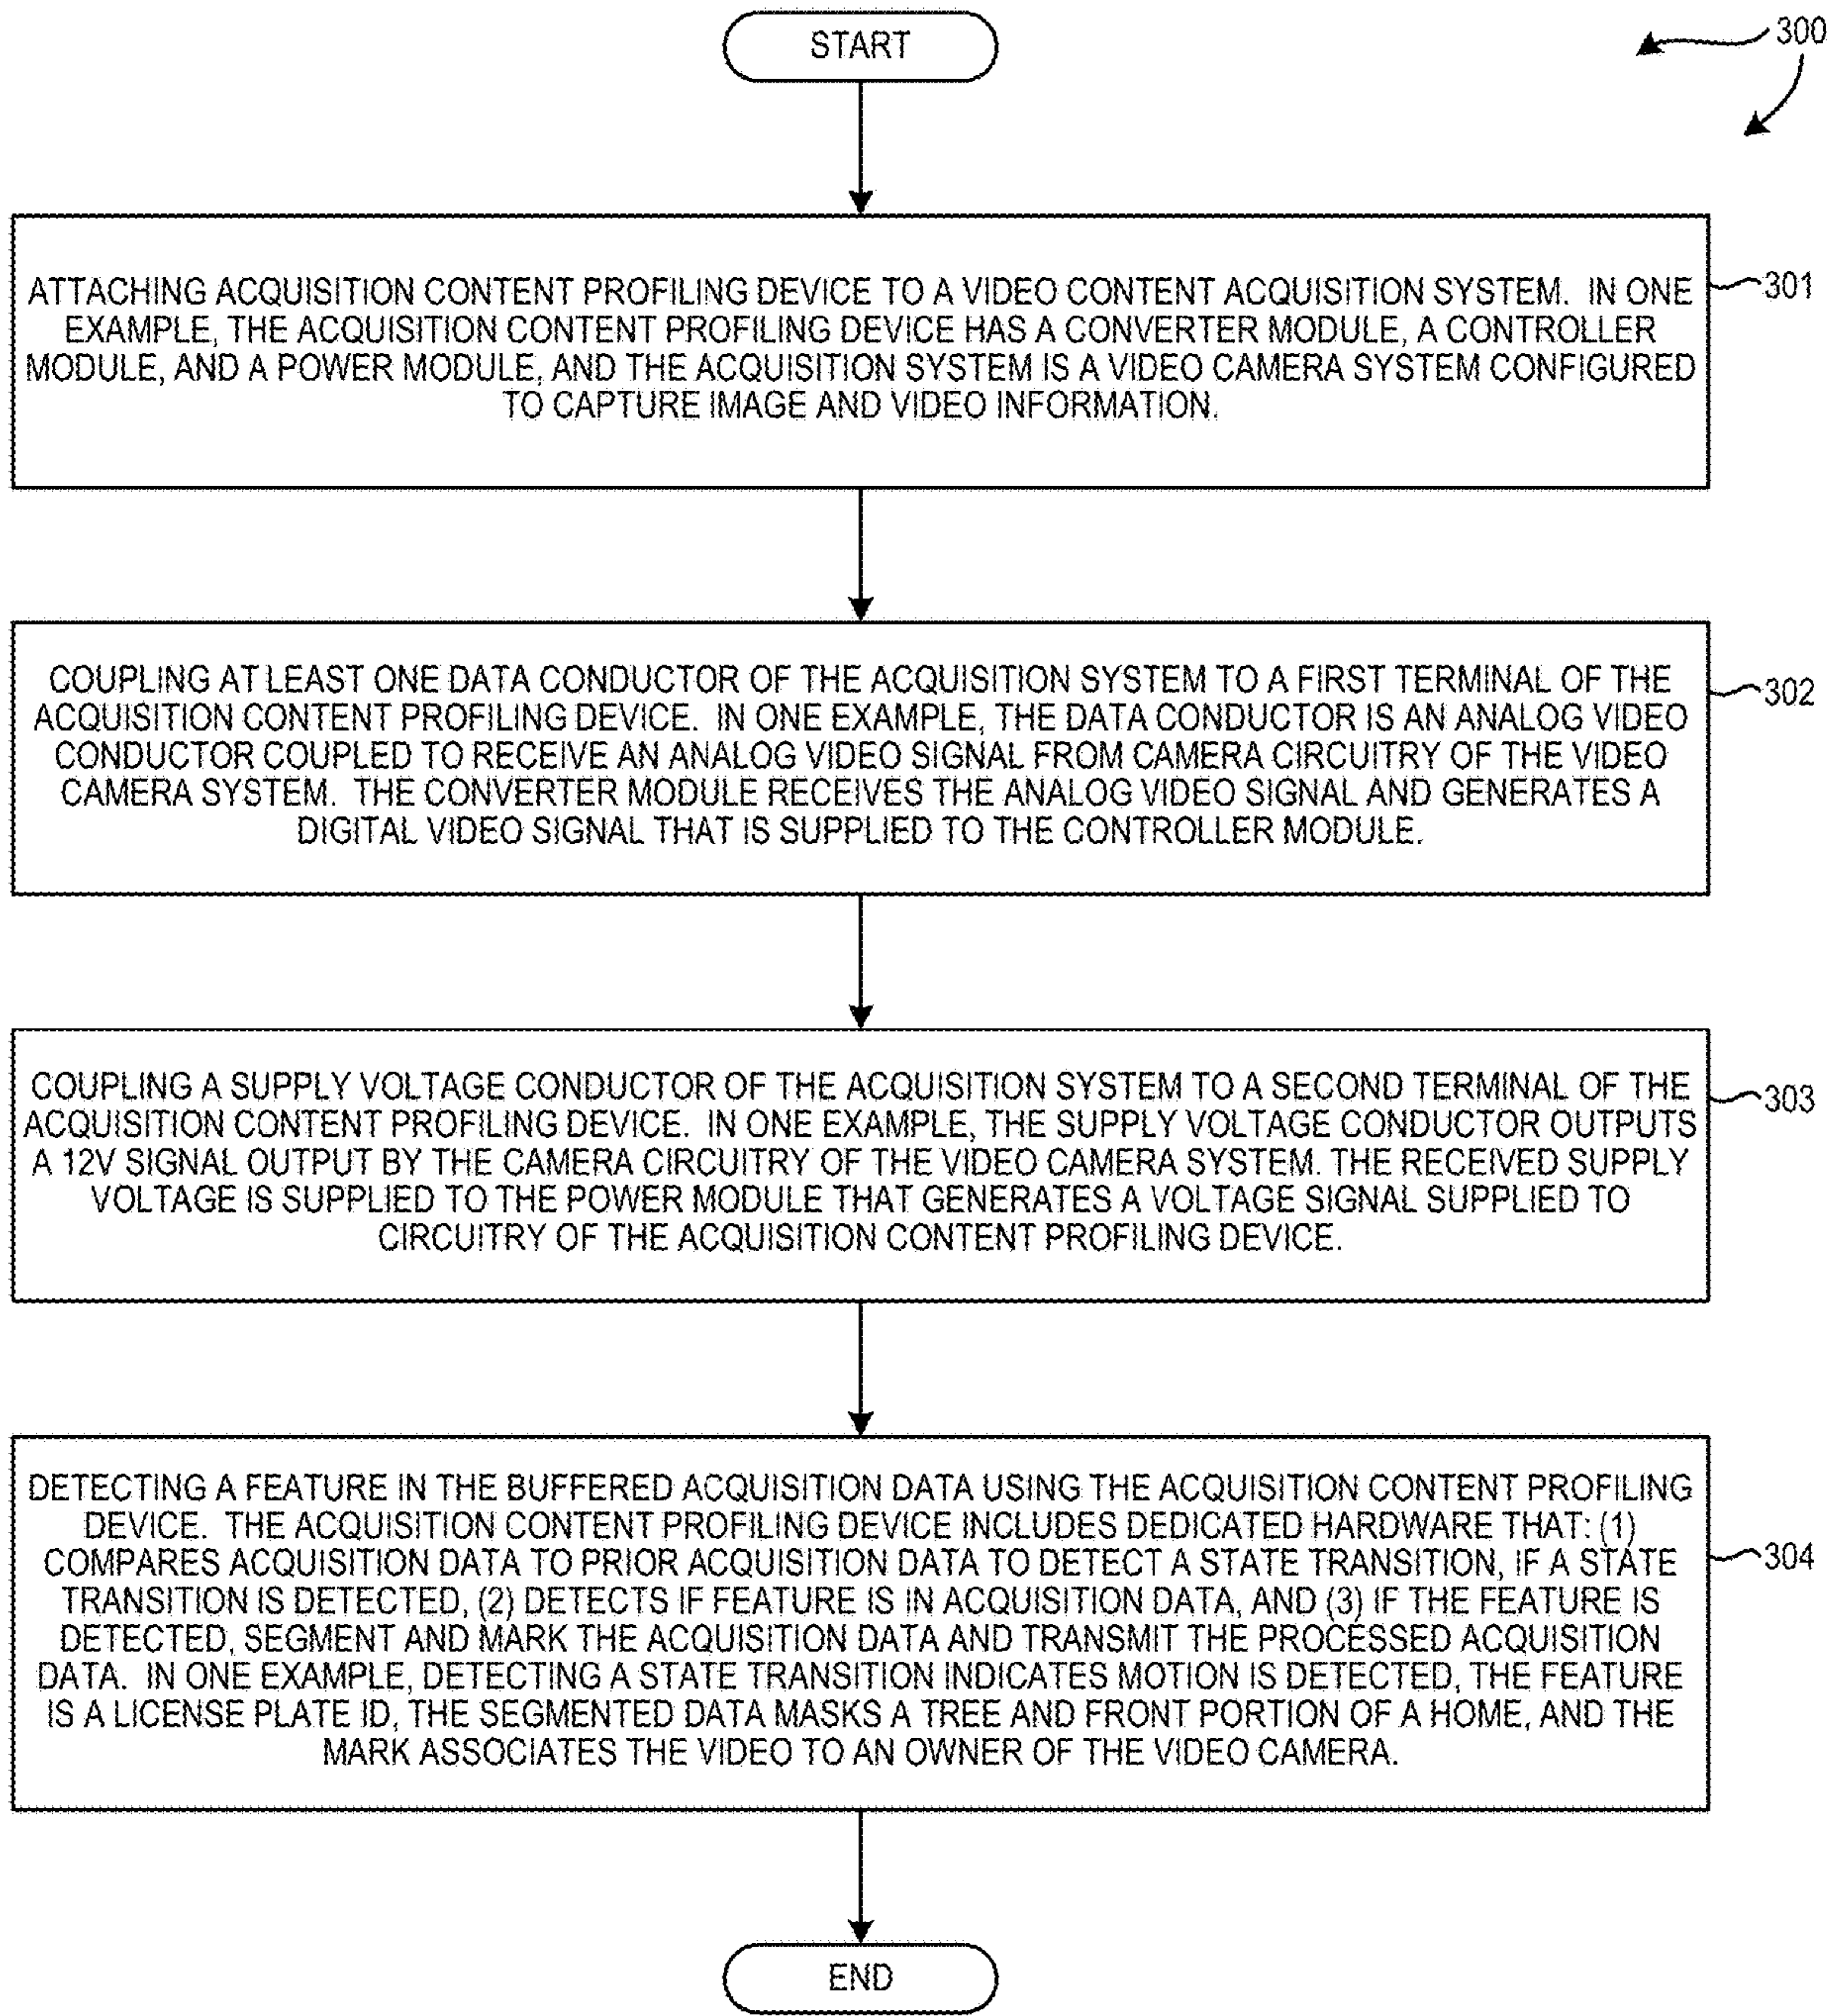 START
300
ATTACHING ACQUISITION CONTENT PROFILING DEVICE TO A VIDEO CONTENT ACQUISITION SYSTEM. IN ONE
EXAMPLE, THE ACQUISITION CONTENT PROFILING DEVICE HAS A CONVERTER MODULE, A CONTROLLER
MODULE, AND A POWER MODULE, AND THE ACQUISITION SYSTEM IS A VIDEO CAMERA SYSTEM CONFIGURED
TO CAPTURE IMAGE AND VIDEO INFORMATION.
301
COUPLING AT LEAST ONE DATA CONDUCTOR OF THE ACQUISITION SYSTEM TO A FIRST TERMINAL OF THE
ACQUISITION CONTENT PROFILING DEVICE. IN ONE EXAMPLE, THE DATA CONDUCTOR IS AN ANALOG VIDEO
CONDUCTOR COUPLED TO RECEIVE AN ANALOG VIDEO SIGNAL FROM CAMERA CIRCUITRY OF THE VIDEO
CAMERA SYSTEM. THE CONVERTER MODULE RECEIVES THE ANALOG VIDEO SIGNAL AND GENERATES A
DIGITAL VIDEO SIGNAL THAT IS SUPPLIED TO THE CONTROLLER MODULE.
302
COUPLING A SUPPLY VOLTAGE CONDUCTOR OF THE ACQUISITION SYSTEM TO A SECOND TERMINAL OF THE
ACQUISITION CONTENT PROFILING DEVICE. IN ONE EXAMPLE, THE SUPPLY VOLTAGE CONDUCTOR OUTPUTS
A 12V SIGNAL OUTPUT BY THE CAMERA CIRCUITRY OF THE VIDEO CAMERA SYSTEM. THE RECEIVED SUPPLY
VOLTAGE IS SUPPLIED TO THE POWER MODULE THAT GENERATES A VOLTAGE SIGNAL SUPPLIED TO
CIRCUITRY OF THE ACQUISITION CONTENT PROFILING DEVICE.
303
DETECTING A FEATURE IN THE BUFFERED ACQUISITION DATA USING THE ACQUISITION CONTENT PROFILING
DEVICE. THE ACQUISITION CONTENT PROFILING DEVICE INCLUDES DEDICATED HARDWARE THAT: (1)
COMPARES ACQUISITION DATA TO PRIOR ACQUISITION DATA TO DETECT A STATE TRANSITION, IF A STATE
TRANSITION IS DETECTED, (2) DETECTS IF FEATURE IS IN ACQUISITION DATA, AND (3) IF THE FEATURE IS
DETECTED, SEGMENT AND MARK THE ACQUISITION DATA AND TRANSMIT THE PROCESSED ACQUISITION
DATA. IN ONE EXAMPLE, DETECTING A STATE TRANSITION INDICATES MOTION IS DETECTED, THE FEATURE
IS A LICENSE PLATE ID, THE SEGMENTED DATA MASKS A TREE AND FRONT PORTION OF A HOME, AND THE
MARK ASSOCIATES THE VIDEO TO AN OWNER OF THE VIDEO CAMERA.
304
END